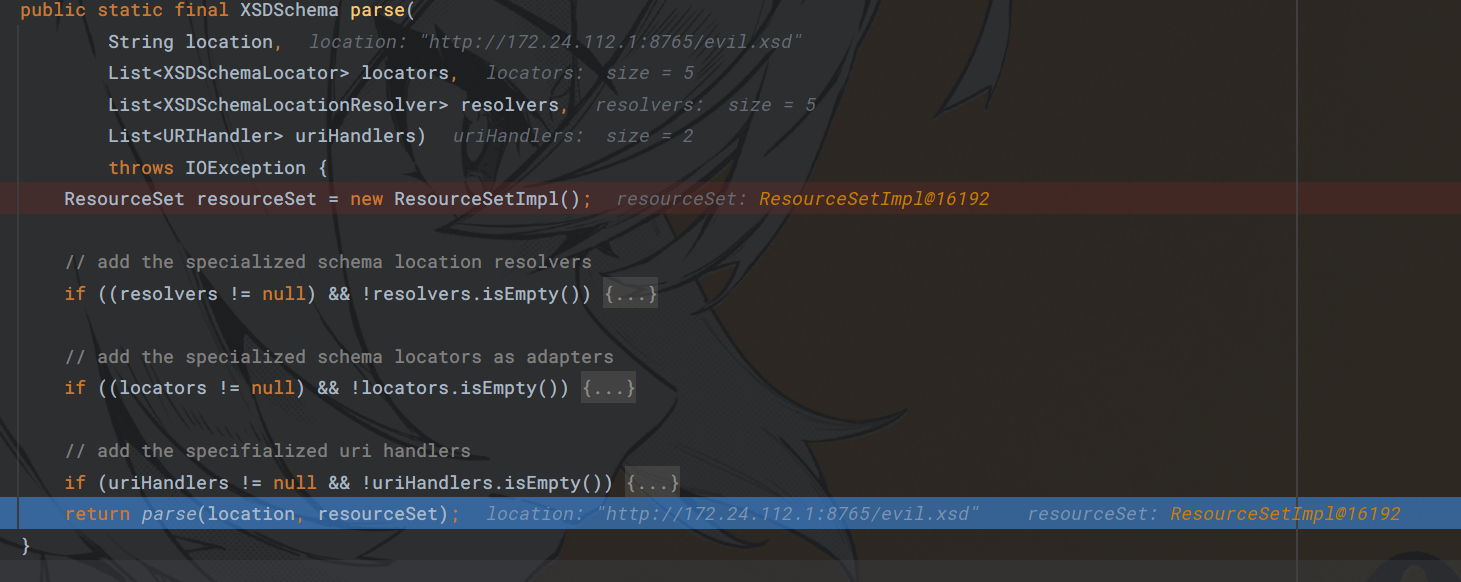 public static final XSDSchema parse(
String location, location: "http://172.24.112.1:8765/evil.xsd"
List<XSDSchemaLocator> locators, locators: size = 5
List<XSDSchemaLocationResolver> resolvers, resolvers: size = 5
List<URIHandler> uriHandlers) uriHandlers: size = 2
throws IOException {
ResourceSet resourceSet = new ResourceSetImpl(); resourceSet: ResourceSetImpl@16192
// add the specialized schema location resolvers
if ((resolvers != null) && !resolvers.isEmpty()) {...}
// add the specialized schema locators as adapters
if ((locators != null) && !locators.isEmpty()) {...}
// add the specifialized uri handlers
if (uriHandlers != null && !uriHandlers.isEmpty()) {...}
return parse(location, resourceSet); location: "http://172.24.112.1:8765/evil.xsd" resourceSet: ResourceSetImpl@16192
}